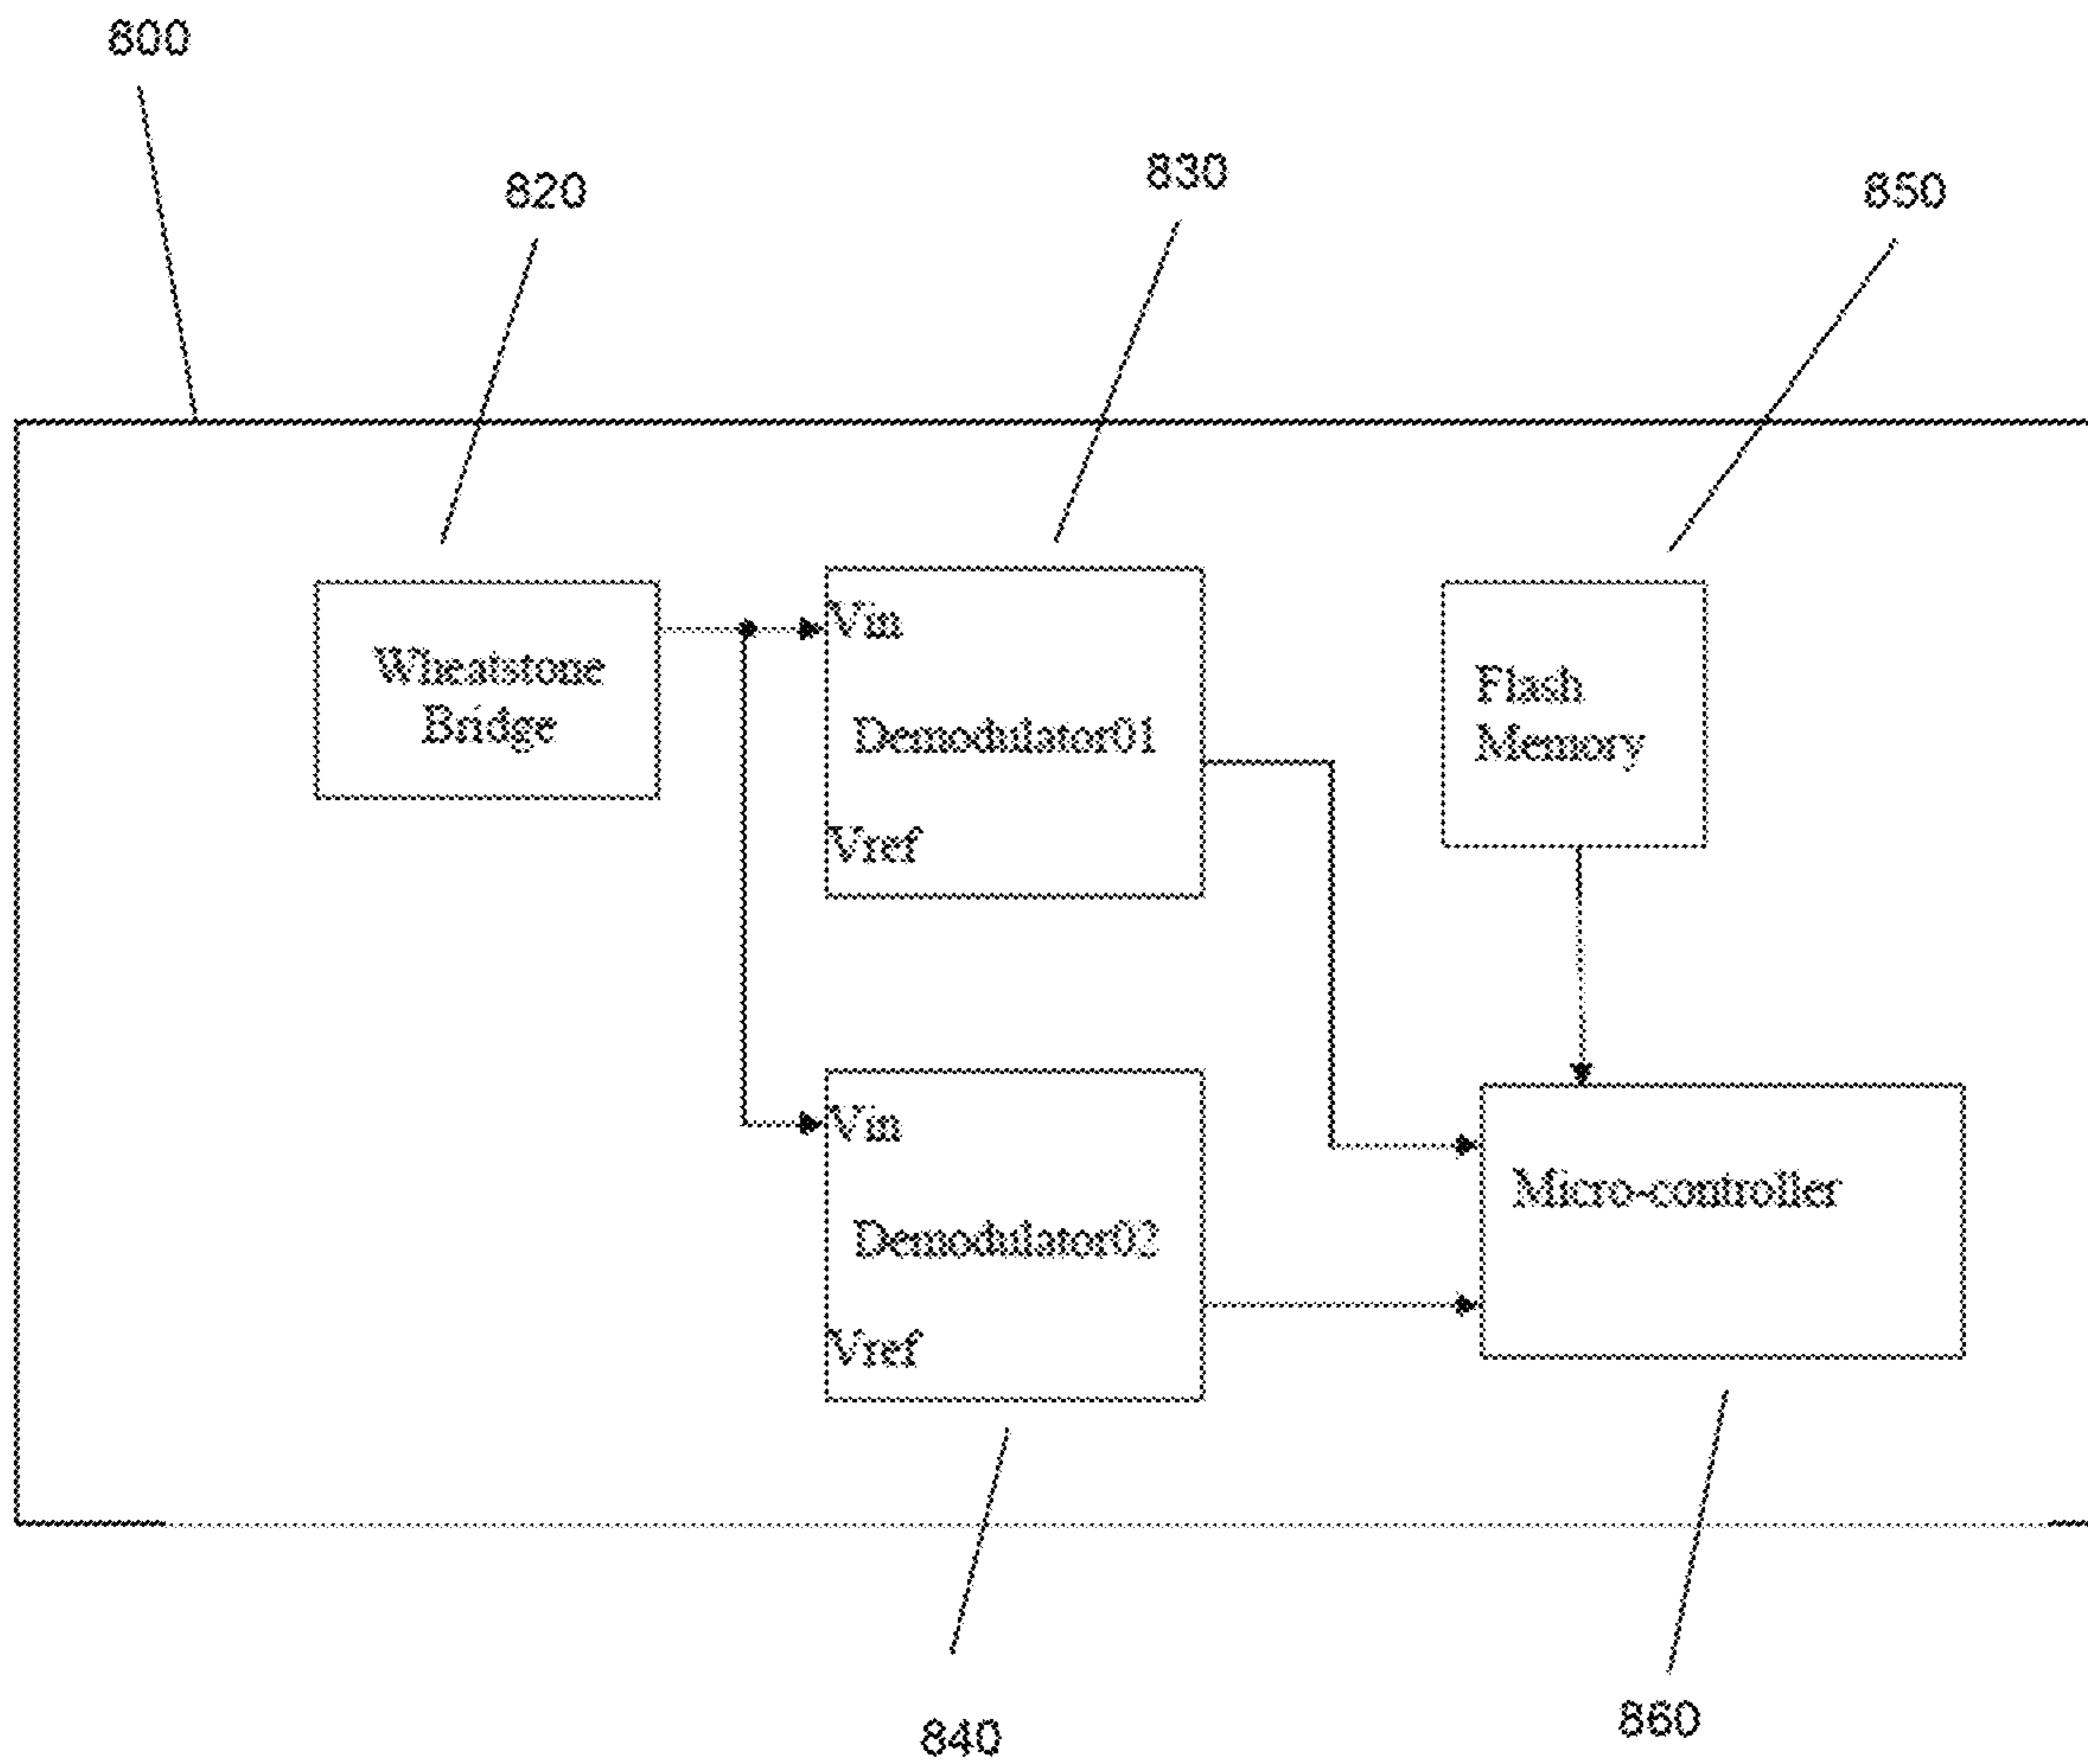 800
820
830
850
Wheatstone
Bridge
Vin
Demodulator01
Vref
Flash
Memory
Vin
Demodulator02
Vref
Micro-controller
840
860